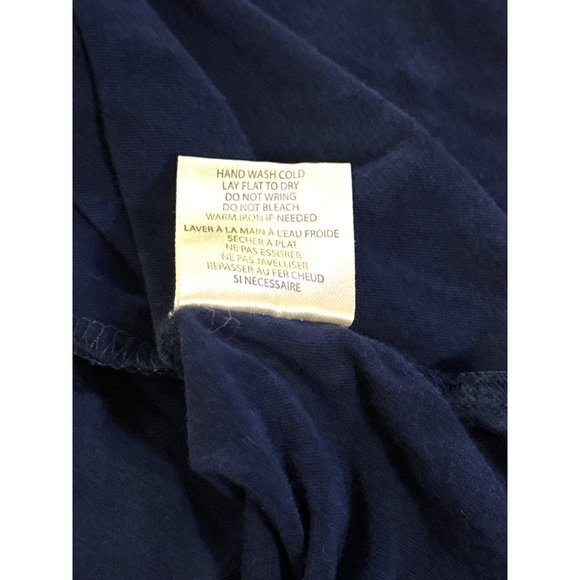 HAND WASH COLD
LAY FLAT TO DRY
DO NOT WRING
DO NOT BLEACH
WARM IRON IF NEEDED
LAVER À LA MAIN À L'EAU FROIDE
SECHER A PLAT
NE PAS ESSORER
NE PAS JAVELLISER
REPASSER AU FER CHEUD
SI NÉCESSAIRE